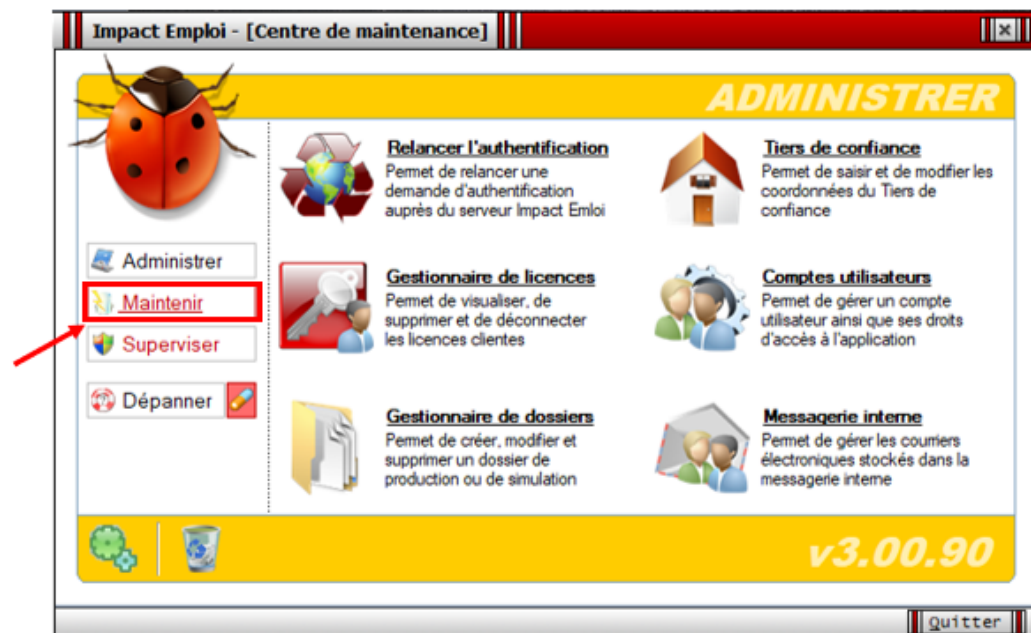 Impact Emploi - [Centre de maintenance]
ADMINISTRER
Administrer
Maintenir
Superviser
Dépanner
Relancer l'authentification
Permet de relancer une
demande d'authentification
auprès du serveur Impact Emloi
Tiers de confiance
Permet de saisir et de modifier les
coordonnées du Tiers de
confiance
Gestionnaire de licences
Permet de visualiser, de
supprimer et de déconnecter
les licences clientes
Comptes utilisateurs
Permet de gérer un compte
utilisateur ainsi que ses droits
d'accès à l'application
Gestionnaire de dossiers
Permet de créer, modifier et
supprimer un dossier de
production ou de simulation
Messagerie interne
Permet de gérer les courriers
électroniques stockés dans la
messagerie interne
v3.00.90
Quitter